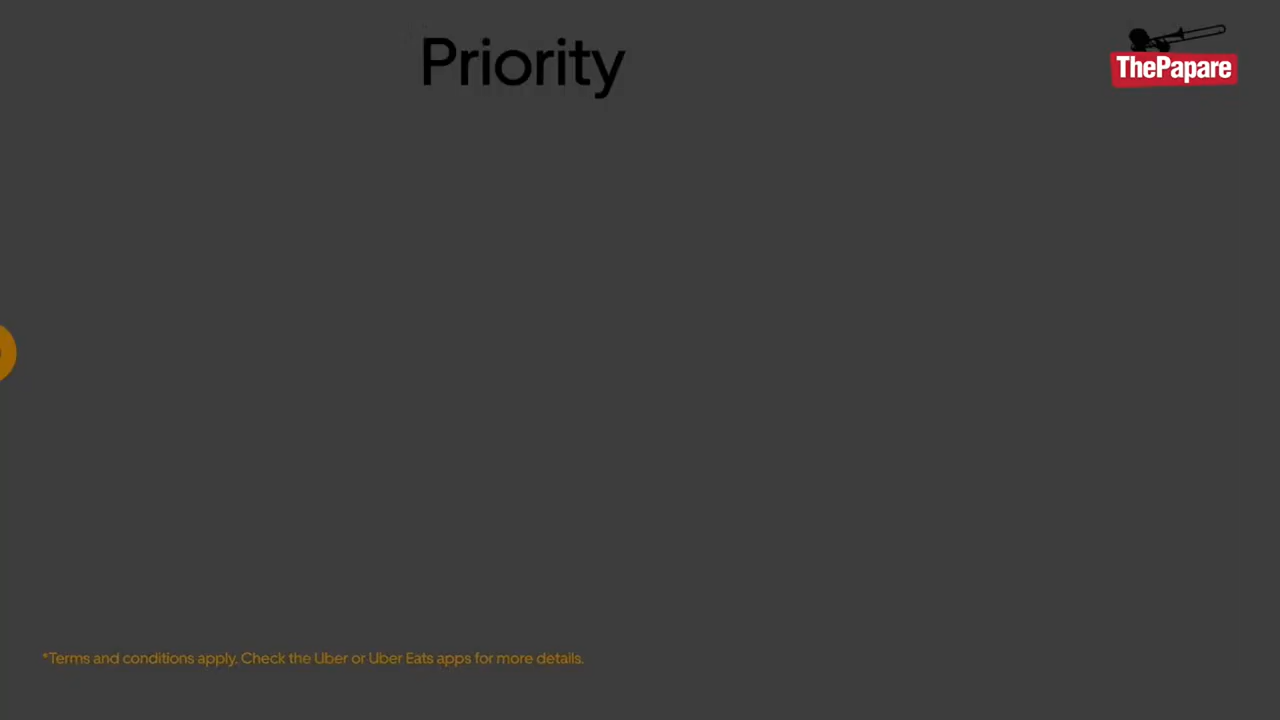 Priority
ThePapare
*Terms and conditions apply. Check the Uber or Uber Eats apps for more details.